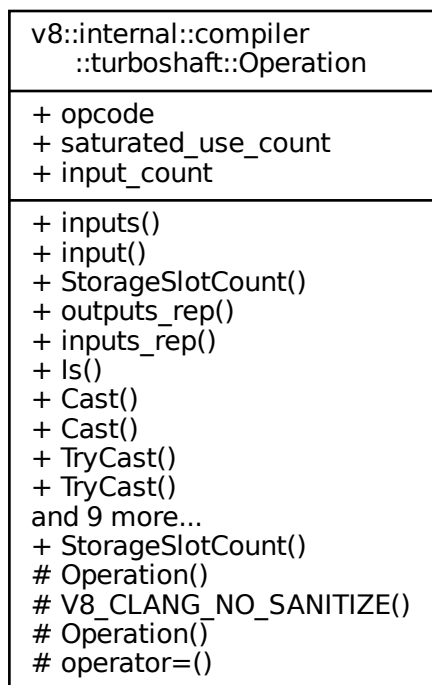 v8::internal::compiler
::turboshaft::Operation
+ opcode
+ saturated_use_count
+ input_count
+ inputs()
+ input()
+ StorageSlotCount()
+ outputs_rep()
+ inputs_rep()
+ Is()
+ Cast()
+ Cast()
+ TryCast()
+ TryCast()
and 9 more...
+ StorageSlotCount()
# Operation()
# V8_CLANG_NO_SANITIZE()
# Operation()
# operator=()